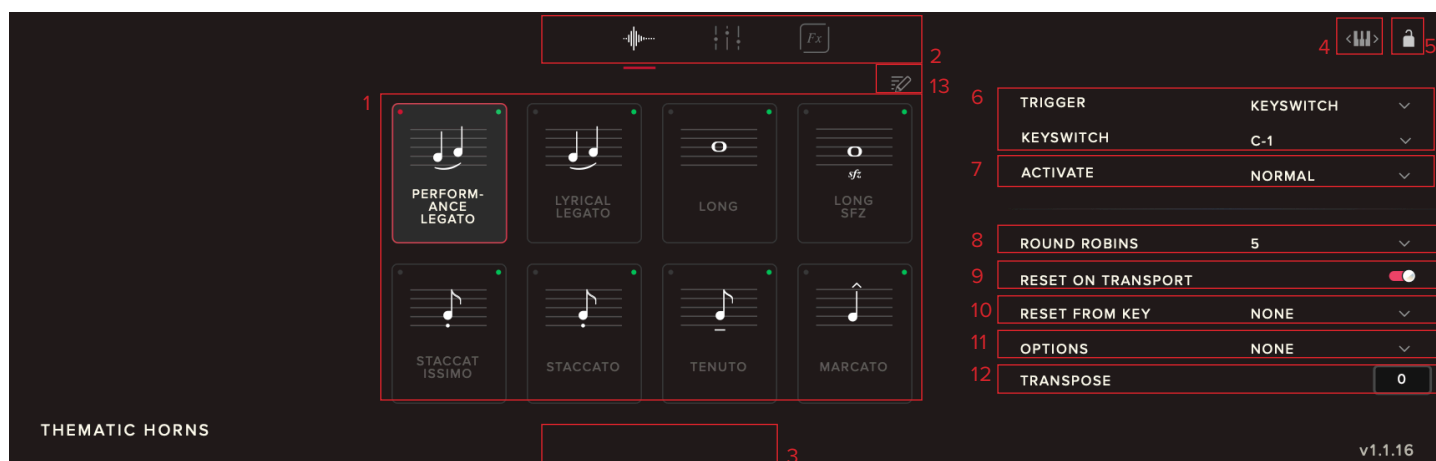 Fx
2
4
5
13
1
PERFORM-
ANCE
LEGATO
LYRICAL
LEGATO
LONG
sfz
LONG
SFZ
STACCAT
ISSIMO
STACCATO
TENUTO
MARCATO
6
TRIGGER KEYSWITCH
KEYSWITCH C-1
7
ACTIVATE NORMAL
8
ROUND ROBINS 5
9
RESET ON TRANSPORT
10
RESET FROM KEY NONE
11
OPTIONS NONE
12
TRANSPOSE 0
THEMATIC HORNS
3
v1.1.16